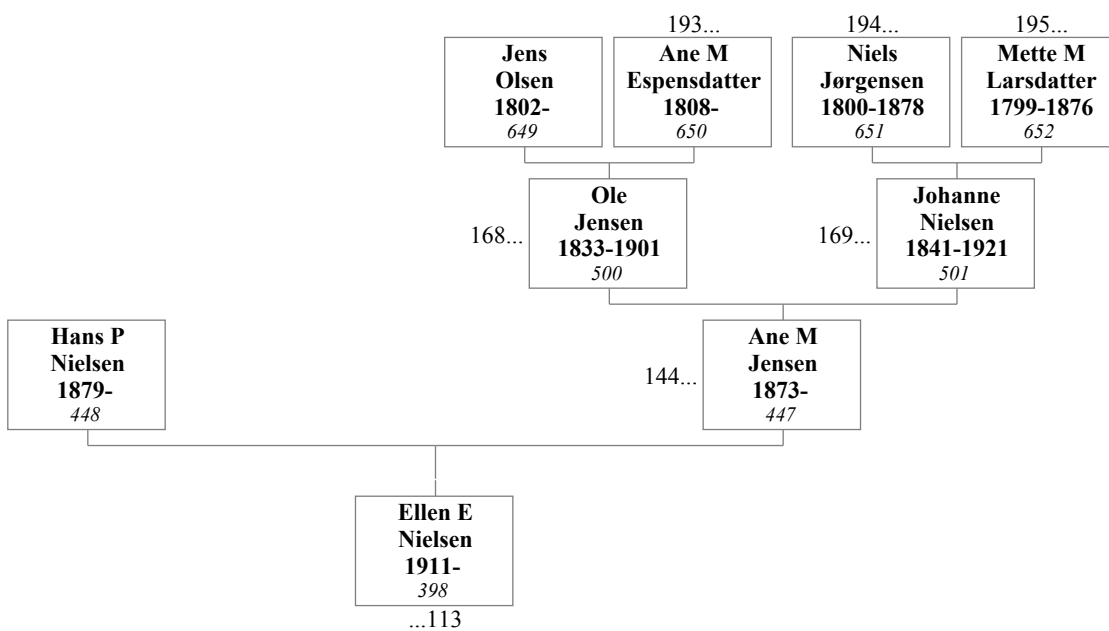 193...
194...
195...
Jens
Olsen
1802-
649
Ane M
Espensdatter
1808-
650
Niels
Jørgensen
1800-1878
651
Mette M
Larsdatter
1799-1876
652
168...
Ole
Jensen
1833-1901
500
169...
Johanne
Nielsen
1841-1921
501
Hans P
Nielsen
1879-
448
144...
Ane M
Jensen
1873-
447
Ellen E
Nielsen
1911-
398
...113